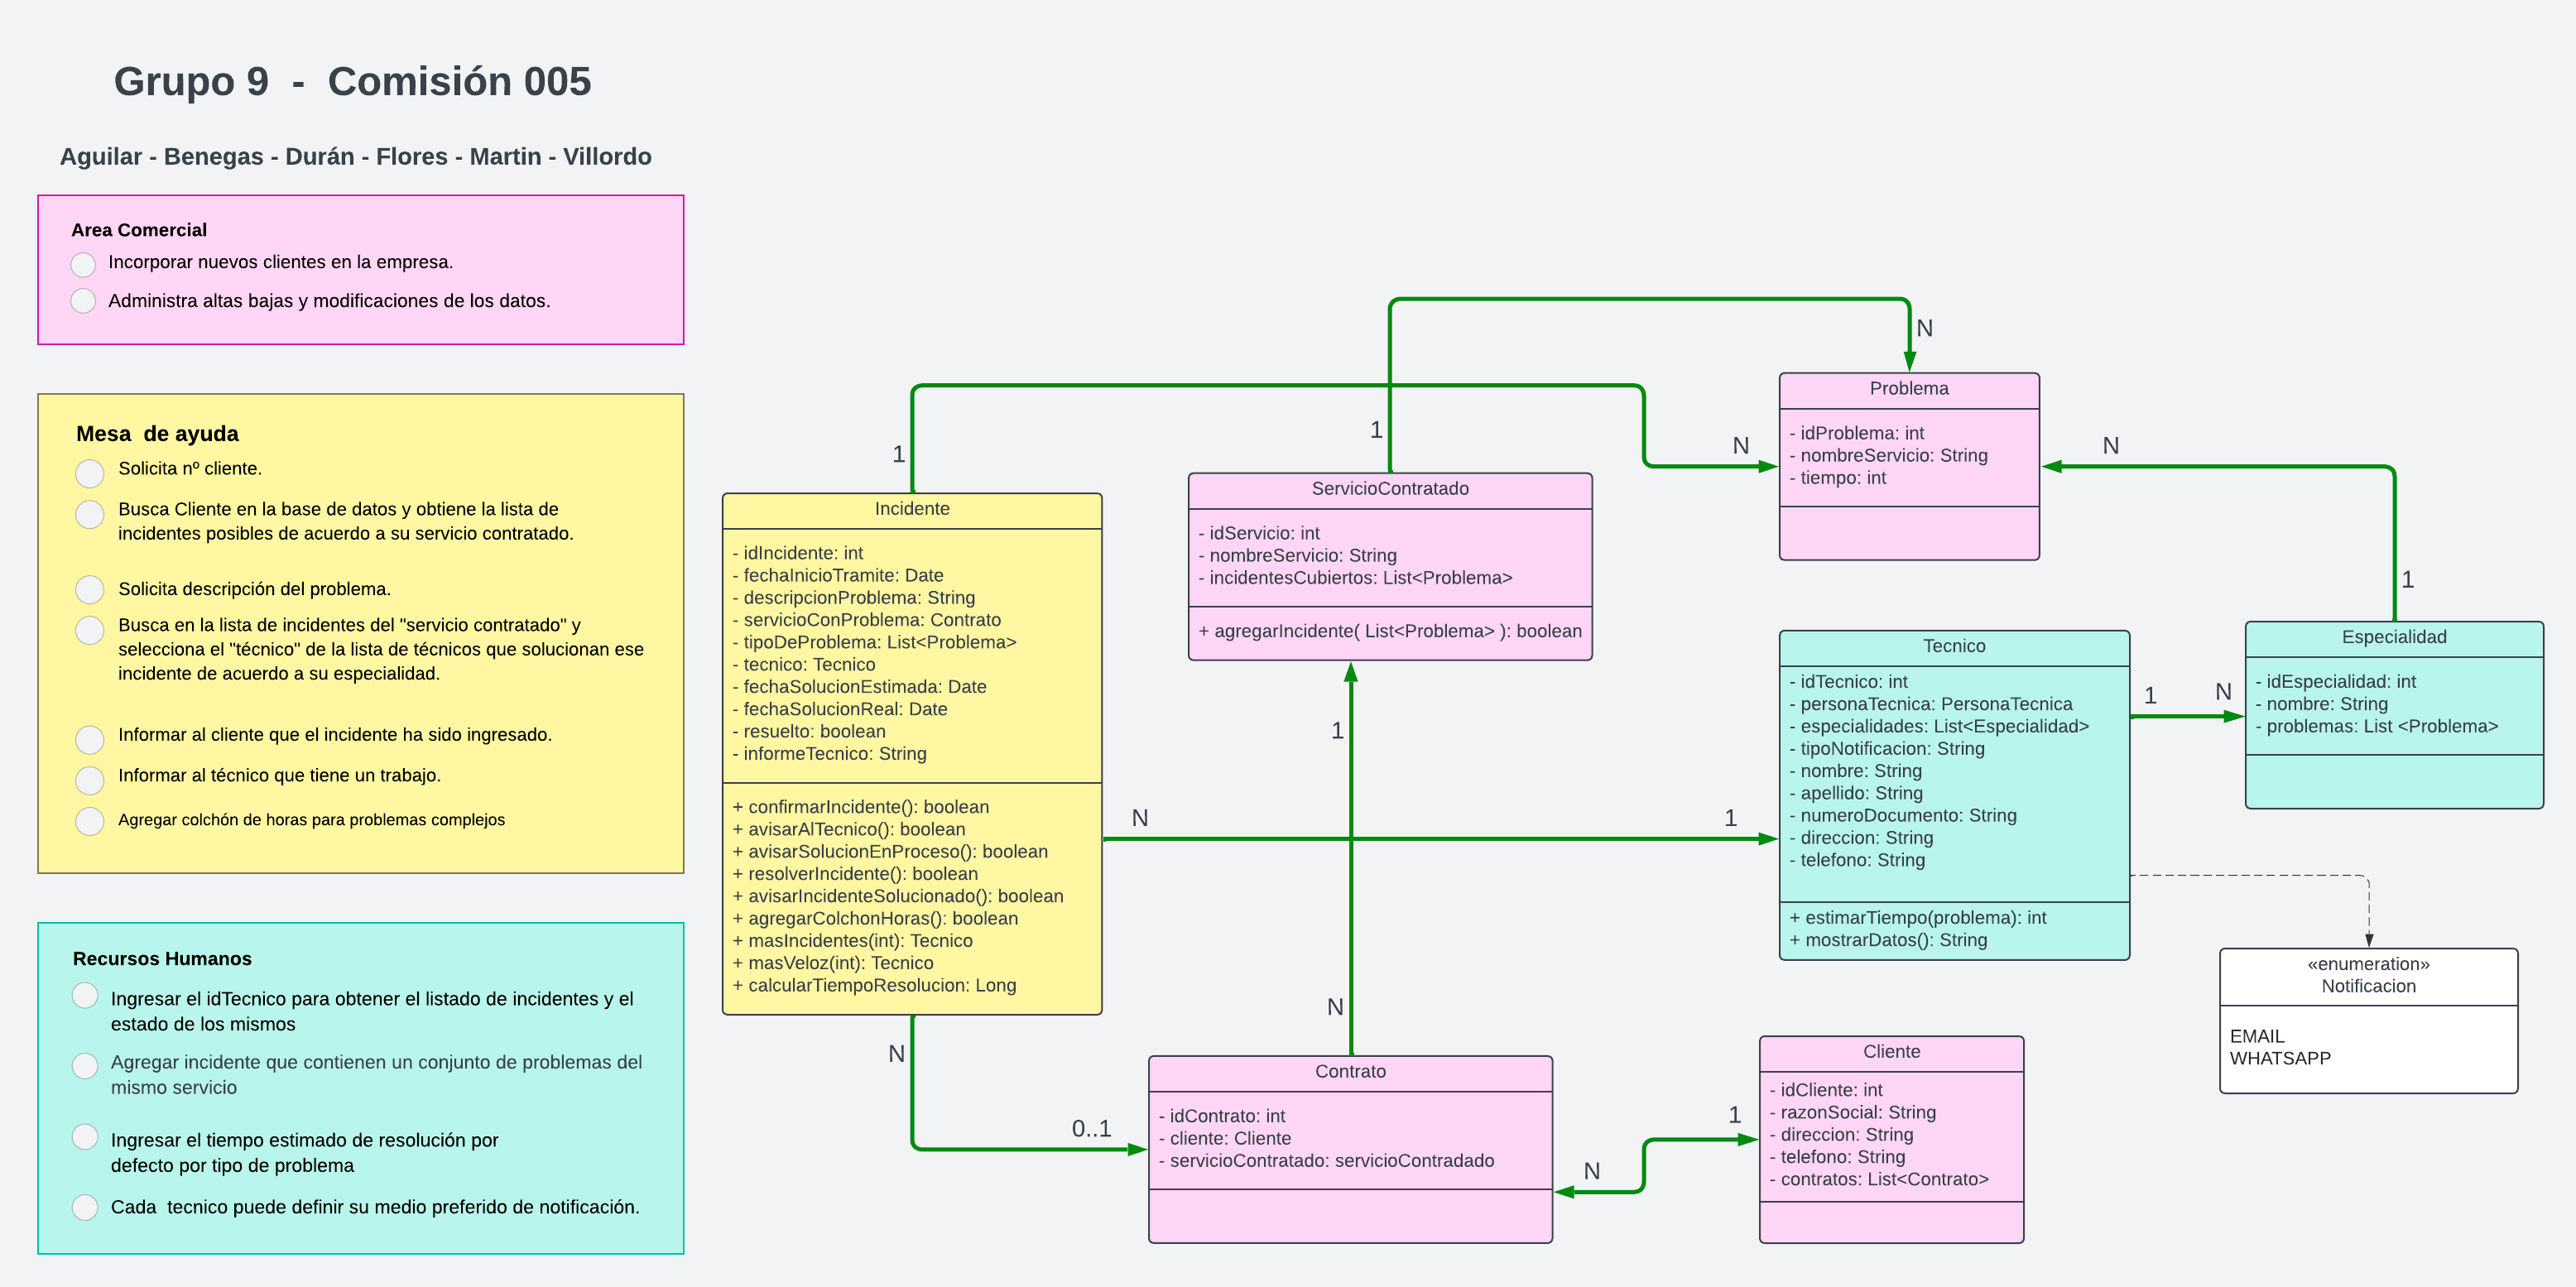 Grupo 9  -  Comisión 005
Aguilar - Benegas - Durán - Flores - Martin - Villordo
Area Comercial
Incorporar nuevos clientes en la empresa.
Administra altas bajas y modificaciones de los datos.
Mesa  de ayuda
Solicita nº cliente.
Busca Cliente en la base de datos y obtiene la lista de
incidentes posibles de acuerdo a su servicio contratado.
Solicita descripción del problema.
Busca en la lista de incidentes del "servicio contratado" y
selecciona el "técnico" de la lista de técnicos que solucionan ese
incidente de acuerdo a su especialidad.
Informar al cliente que el incidente ha sido ingresado.
Informar al técnico que tiene un trabajo.
Agregar colchón de horas para problemas complejos
Recursos Humanos
Ingresar el idTecnico para obtener el listado de incidentes y el
estado de los mismos
Agregar incidente que contienen un conjunto de problemas del
mismo servicio
Ingresar el tiempo estimado de resolución por
defecto por tipo de problema
Cada  tecnico puede definir su medio preferido de notificación.
1
Incidente
- idIncidente: int
- fechaInicioTramite: Date
- descripcionProblema: String
- servicioConProblema: Contrato
- tipoDeProblema: List<Problema>
- tecnico: Tecnico
- fechaSolucionEstimada: Date
- fechaSolucionReal: Date
- resuelto: boolean
- informeTecnico: String
+ confirmarIncidente(): boolean
+ avisarAlTecnico(): boolean
+ avisarSolucionEnProceso(): boolean
+ resolverIncidente(): boolean
+ avisarIncidenteSolucionado(): boolean
+ agregarColchonHoras(): boolean
+ masIncidentes(int): Tecnico
+ masVeloz(int): Tecnico
+ calcularTiempoResolucion: Long
N
0..1
N
1
1
ServicioContratado
- idServicio: int
- nombreServicio: String
- incidentesCubiertos: List<Problema>
+ agregarIncidente( List<Problema> ): boolean
1
N
Contrato
- idContrato: int
- cliente: Cliente
- servicioContratado: servicioContradado
N
1
Cliente
- idCliente: int
- razonSocial: String
- direccion: String
- telefono: String
- contratos: List<Contrato>
N
N
N
Problema
- idProblema: int
- nombreServicio: String
- tiempo: int
Tecnico
- idTecnico: int
- personaTecnica: PersonaTecnica
- especialidades: List<Especialidad>
- tipoNotificacion: String
- nombre: String
- apellido: String
- numeroDocumento: String
- direccion: String
- telefono: String
+ estimarTiempo(problema): int
+ mostrarDatos(): String
1
N
1
Especialidad
- idEspecialidad: int
- nombre: String
- problemas: List <Problema>
«enumeration»
Notificacion
EMAIL
WHATSAPP